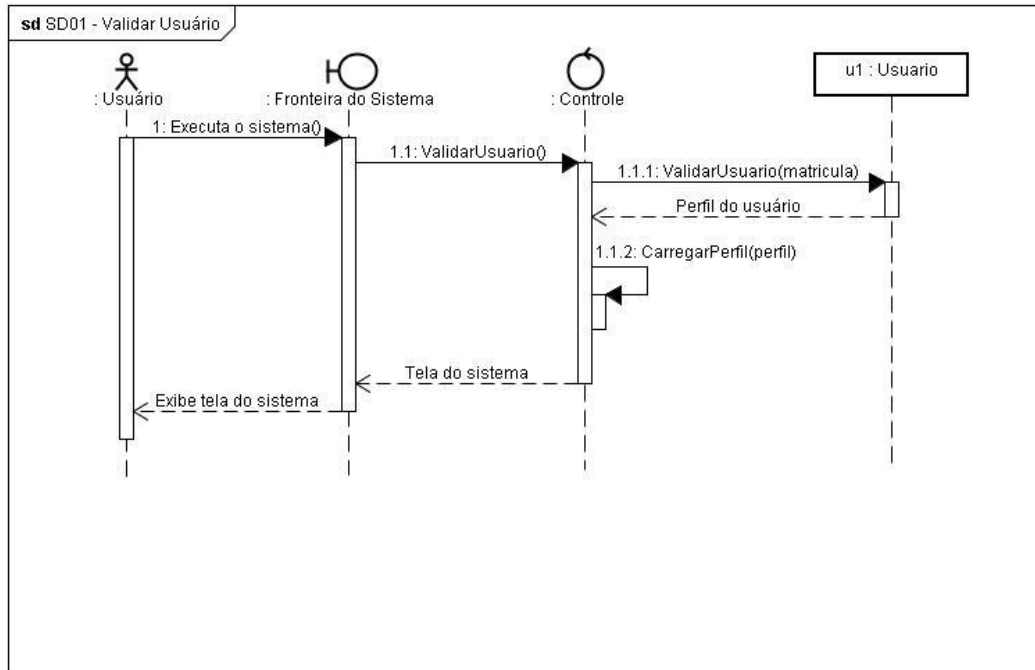 sd SD01 - Validar Usuário
: Usuário
: Fronteira do Sistema
: Controle
u1 : Usuario
1: Executa o sistema()
1.1: ValidarUsuario()
1.1.1: ValidarUsuario(matricula)
Perfil do usuário
1.1.2: CarregarPerfil(perfil)
Tela do sistema
Exibe tela do sistema